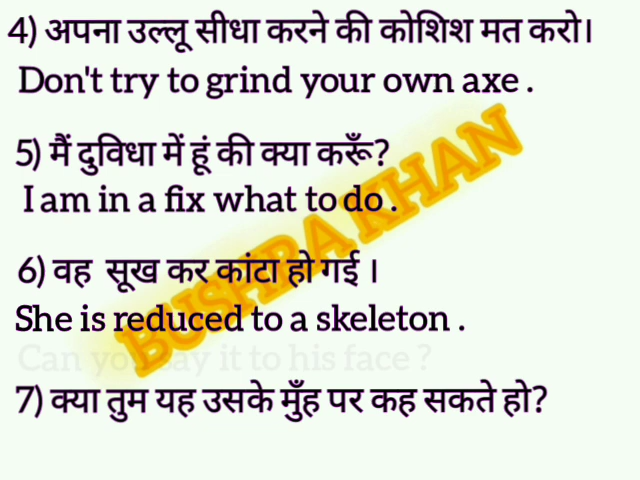 4) अपना उल्लू सीधा करने की कोशिश मत करो।
Don't try to grind your own axe .
5) मैं दुविधा में हूं की क्या करूँ?
I am in a fix what to do .
6) वह सूख कर कांटा हो गई ।
She is reduced to a skeleton .
Can you say it to his face ?
7) क्या तुम यह उसके मुँह पर कह सकते हो?
BUSHRA KHAN